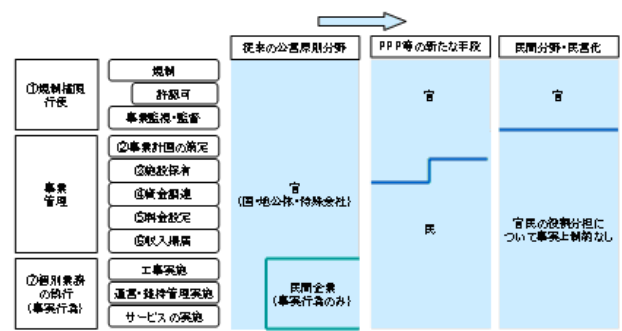 従来の公営原則分野
PPP等の新たな手段
民間分野・民営化
①規制権限
行使
規制
許認可
事業監視・監督
官
官
事業
管理
②事業計画の策定
③施設保有
④資金調達
⑤料金設定
⑥収入帰属
官
(国・地公体・特殊会社)
民
官民の役割分担に
ついて事実上制約なし
⑦個別業務
の執行
(事実行為)
工事実施
運営・維持管理実施
サービスの実施
民間企業
(事実行為のみ)